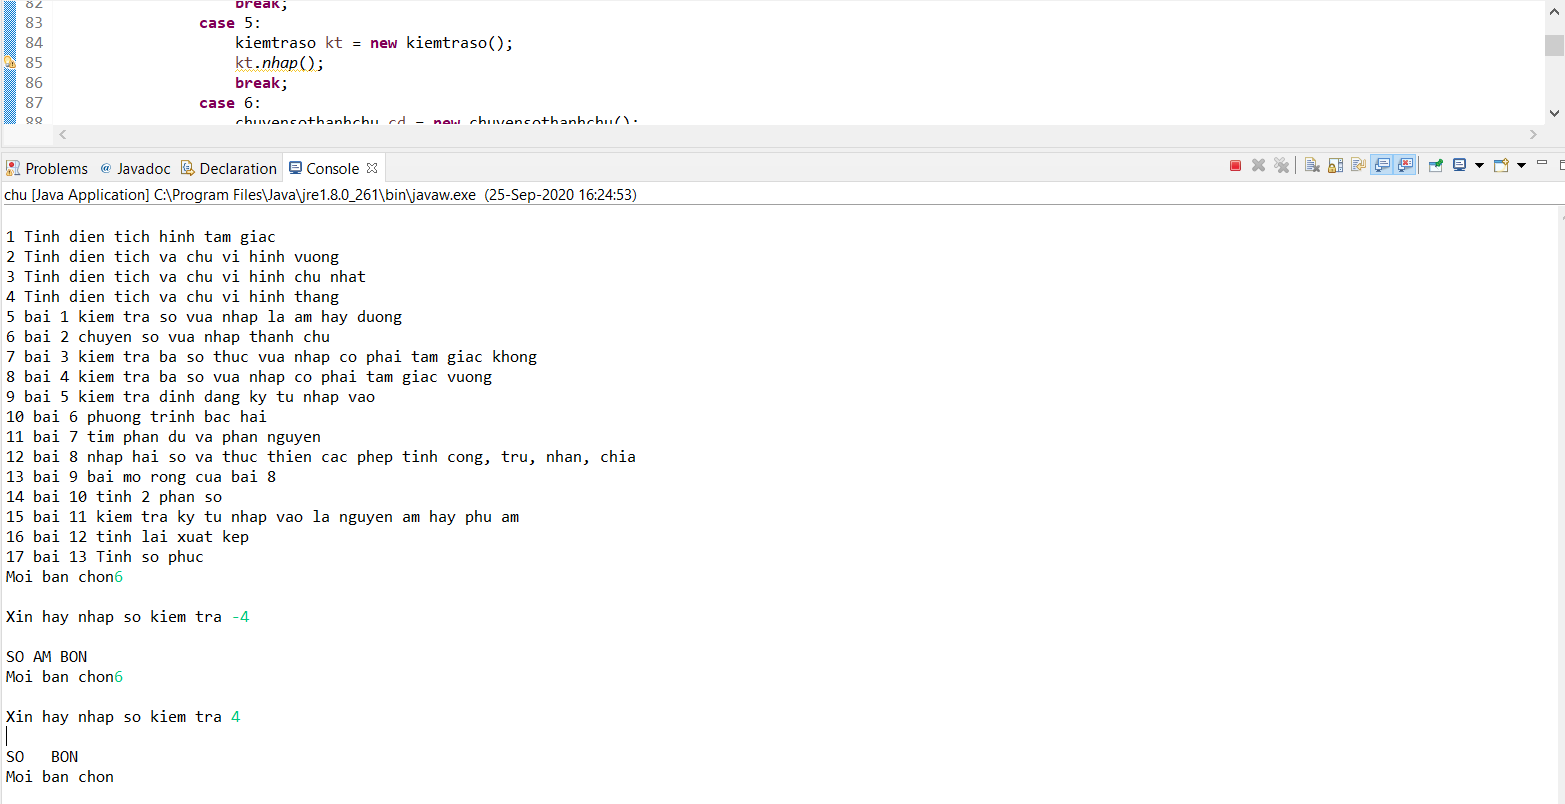 82 break;
83 case 5:
84 kiemtraso kt = new kiemtraso();
85 kt.nhap();
86 break;
87 case 6:
88 chuyensothanhchu cd = new chuyensothanhchu();
Problems @ Javadoc Declaration Console
chu [Java Application] C:\Program Files\Java\jre1.8.0_261\bin\javaw.exe (25-Sep-2020 16:24:53)
1 Tinh dien tich hinh tam giac
2 Tinh dien tich va chu vi hinh vuong
3 Tinh dien tich va chu vi hinh chu nhat
4 Tinh dien tich va chu vi hinh thang
5 bai 1 kiem tra so vua nhap la am hay duong
6 bai 2 chuyen so vua nhap thanh chu
7 bai 3 kiem tra ba so thuc vua nhap co phai tam giac khong
8 bai 4 kiem tra ba so vua nhap co phai tam giac vuong
9 bai 5 kiem tra dinh dang ky tu nhap vao
10 bai 6 phuong trinh bac hai
11 bai 7 tim phan du va phan nguyen
12 bai 8 nhap hai so va thuc thien cac phep tinh cong, tru, nhan, chia
13 bai 9 bai mo rong cua bai 8
14 bai 10 tinh 2 phan so
15 bai 11 kiem tra ky tu nhap vao la nguyen am hay phu am
16 bai 12 tinh lai xuat kep
17 bai 13 Tinh so phuc
Moi ban chon6
Xin hay nhap so kiem tra -4
SO AM BON
Moi ban chon6
Xin hay nhap so kiem tra 4
SO   BON
Moi ban chon